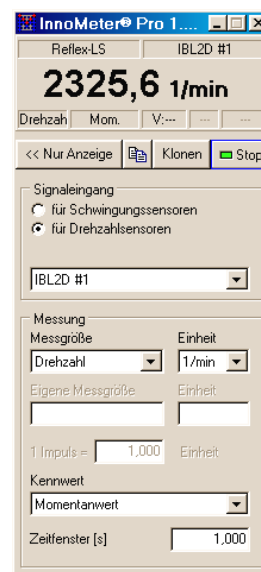 InnoMeter® Pro 1....
Reflex-LS IBL2D #1
2325,6 1/min
Drehzah Mom. V:--- --- ---
<< Nur Anzeige Klonen Stop
Signaleingang
für Schwingungssensoren
für Drehzahlsensoren
IBL2D #1
Messung
Messgröße Einheit
Drehzahl 1/min
Eigene Messgröße Einheit
1 Impuls = 1,000 Einheit
Kennwert
Momentanwert
Zeitfenster [s] 1,000